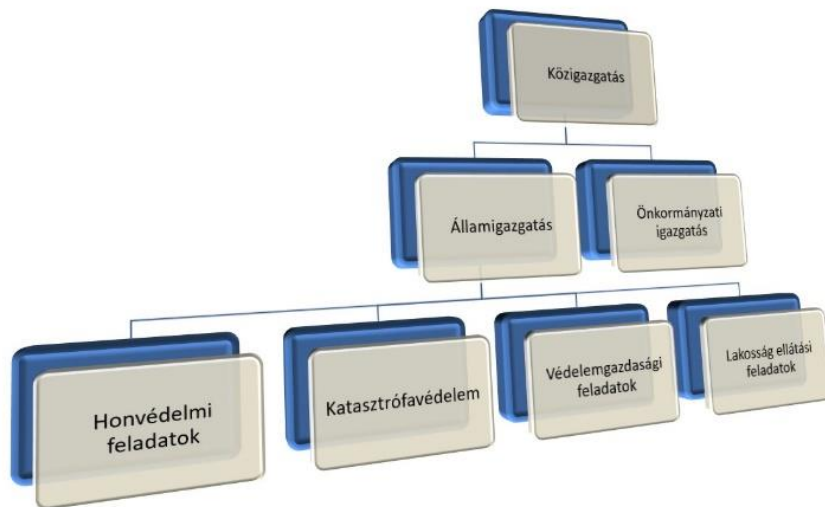 Közigazgatás
Államigazgatás
Önkormányzati
igazgatás
Honvédelmi
feladatok
Katasztrófavédelem
Védelemgazdasági
feladatok
Lakosság ellátási
feladatok